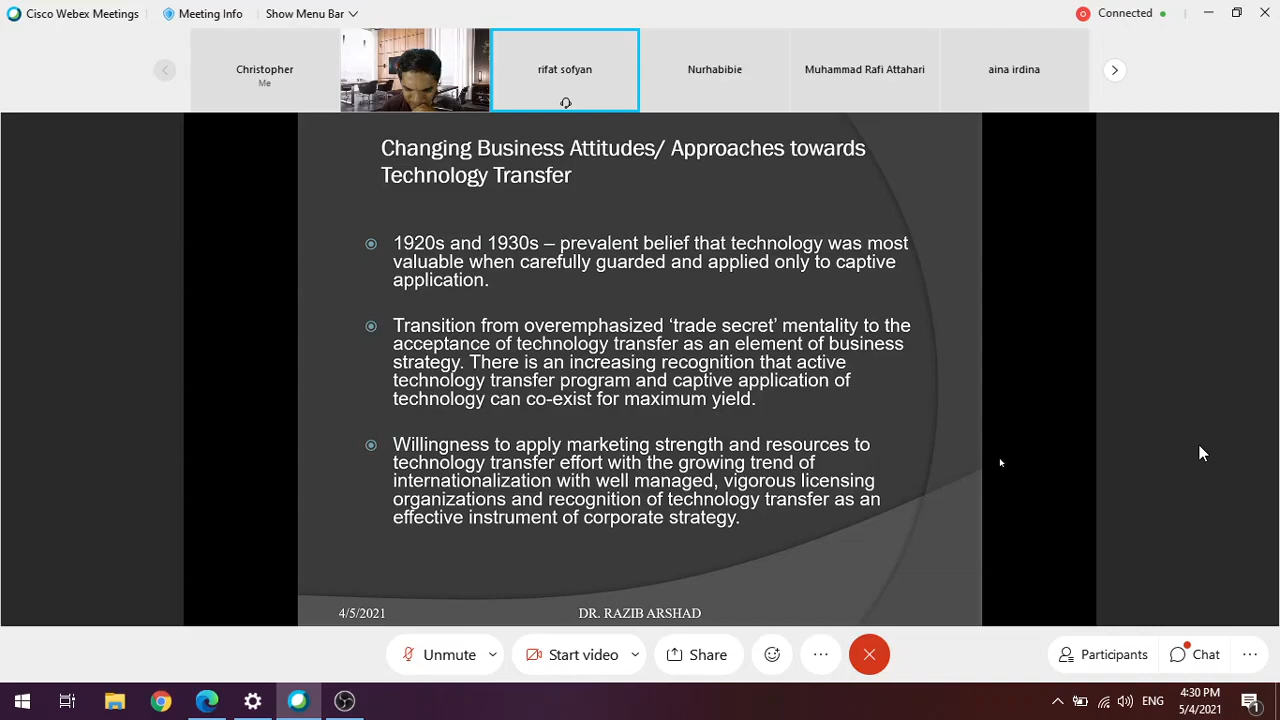 Cisco Webex Meetings
Meeting Info
Show Menu Bar
Connected
Christopher
Me
rifat sofyan
Nurhabibie
Muhammad Rafi Attahari
aina irdina
Changing Business Attitudes/ Approaches towards
Technology Transfer
1920s and 1930s – prevalent belief that technology was most
valuable when carefully guarded and applied only to captive
application.
Transition from overemphasized ‘trade secret’ mentality to the
acceptance of technology transfer as an element of business
strategy. There is an increasing recognition that active
technology transfer program and captive application of
technology can co-exist for maximum yield.
Willingness to apply marketing strength and resources to
technology transfer effort with the growing trend of
internationalization with well managed, vigorous licensing
organizations and recognition of technology transfer as an
effective instrument of corporate strategy.
4/5/2021
DR. RAZIB ARSHAD
Unmute
Start video
Share
Participants
Chat
ENG
4:30 PM
5/4/2021
1